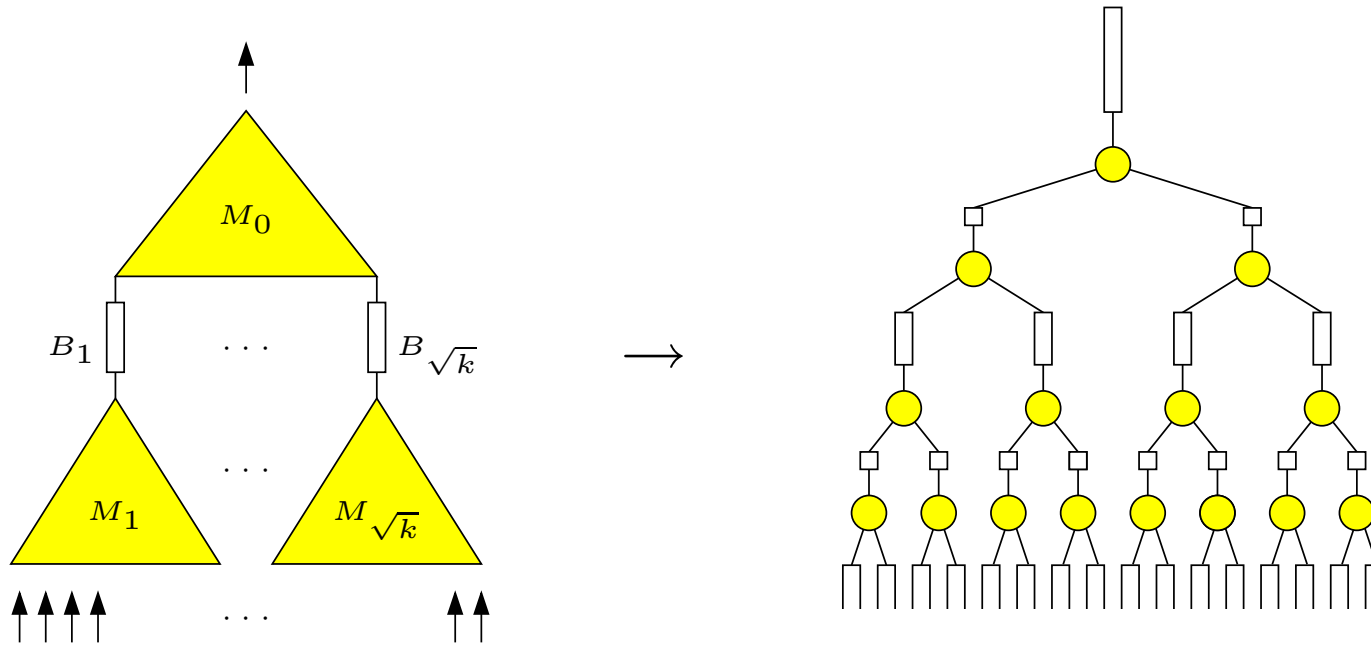 M₀
B₁ · · · B√k
→
· · ·
M₁ M√k
· · ·